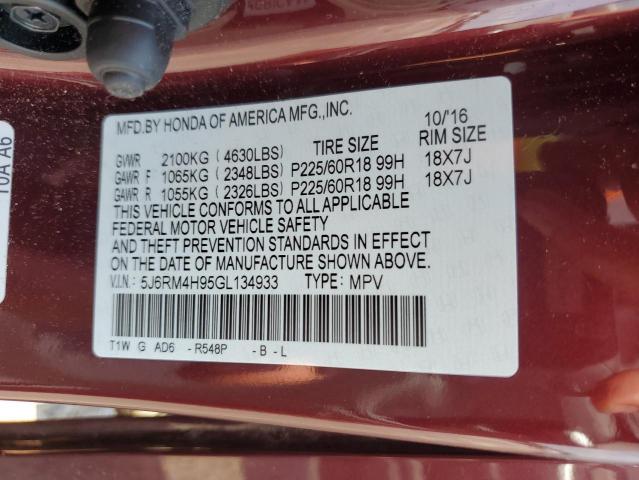 MFD.BY HONDA OF AMERICA MFG.,INC. 10/'16
GVWR 2100KG (4630LBS) TIRE SIZE RIM SIZE
GAWR F 1065KG (2348LBS) P225/60R18 99H 18X7J
GAWR R 1055KG (2326LBS) P225/60R18 99H 18X7J
THIS VEHICLE CONFORMS TO ALL APPLICABLE
FEDERAL MOTOR VEHICLE SAFETY
AND THEFT PREVENTION STANDARDS IN EFFECT
ON THE DATE OF MANUFACTURE SHOWN ABOVE.
V.I.N.: 5J6RM4H95GL134933 TYPE: MPV
T1W G AD6 - R548P - B - L
10A A6